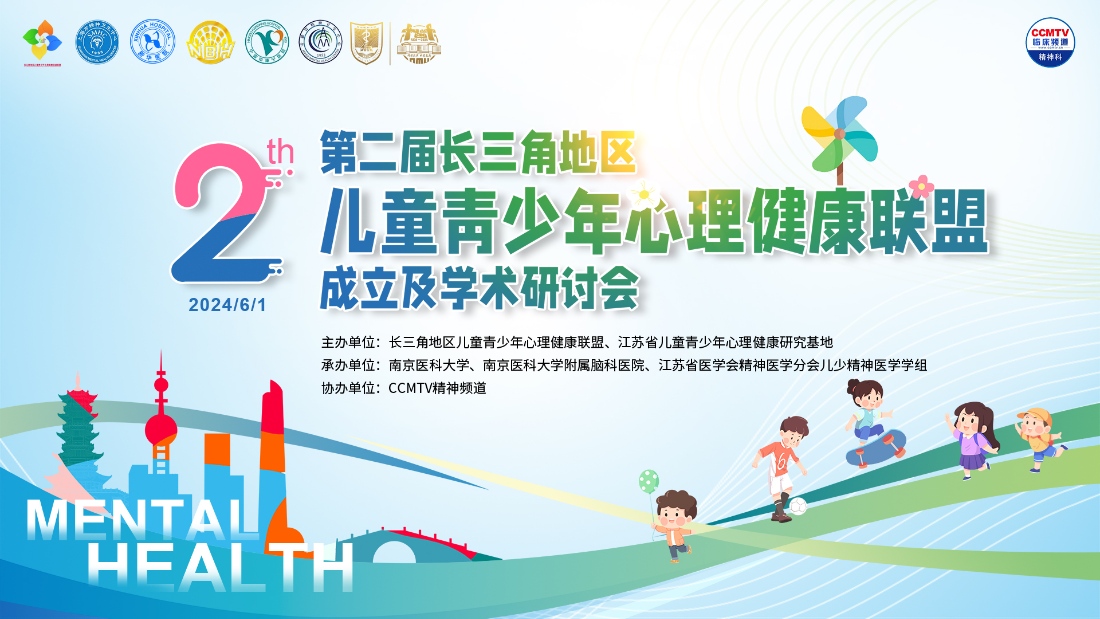 CCMTV
临床频道
精神科
2th
2024/6/1
第二届长三角地区
儿童青少年心理健康联盟
成立及学术研讨会
主办单位：长三角地区儿童青少年心理健康联盟、江苏省儿童青少年心理健康研究基地
承办单位：南京医科大学、南京医科大学附属脑科医院、江苏省医学会精神医学分会儿少精神医学学组
协办单位：CCMTV精神频道
MENTAL
HEALTH